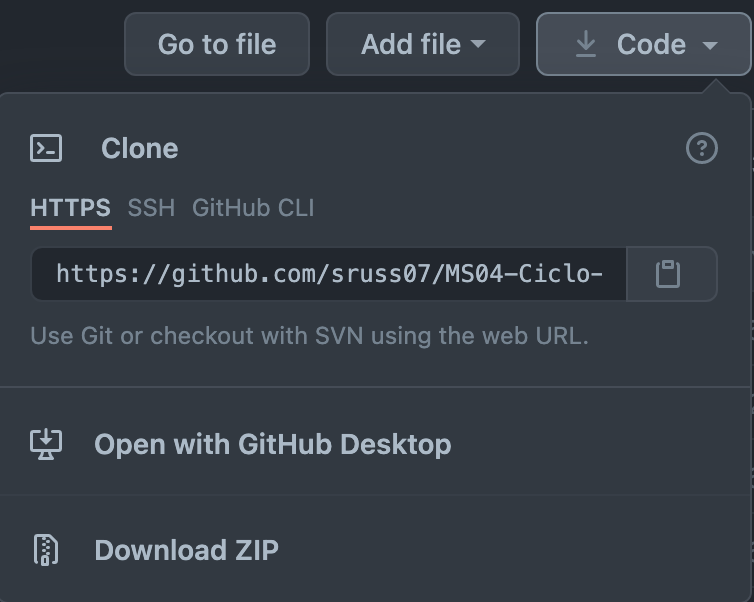 Go to file Add file Code
Clone
HTTPS SSH GitHub CLI
https://github.com/sruss07/MS04-Ciclo-
Use Git or checkout with SVN using the web URL.
Open with GitHub Desktop
Download ZIP